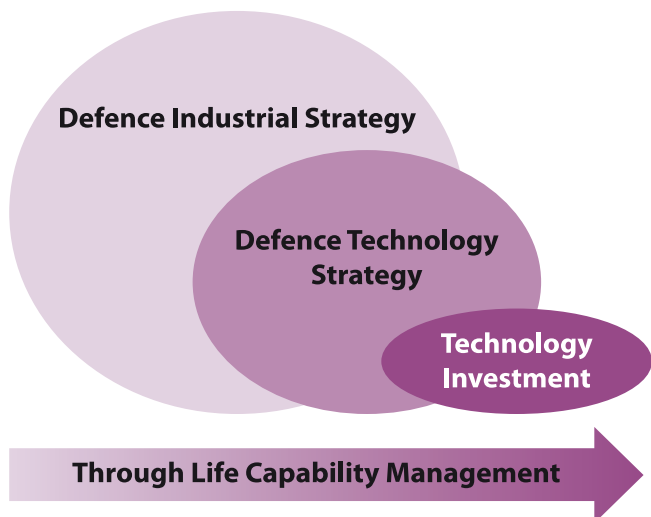 Defence Industrial Strategy
Defence Technology
Strategy
Technology
Investment
Through Life Capability Management